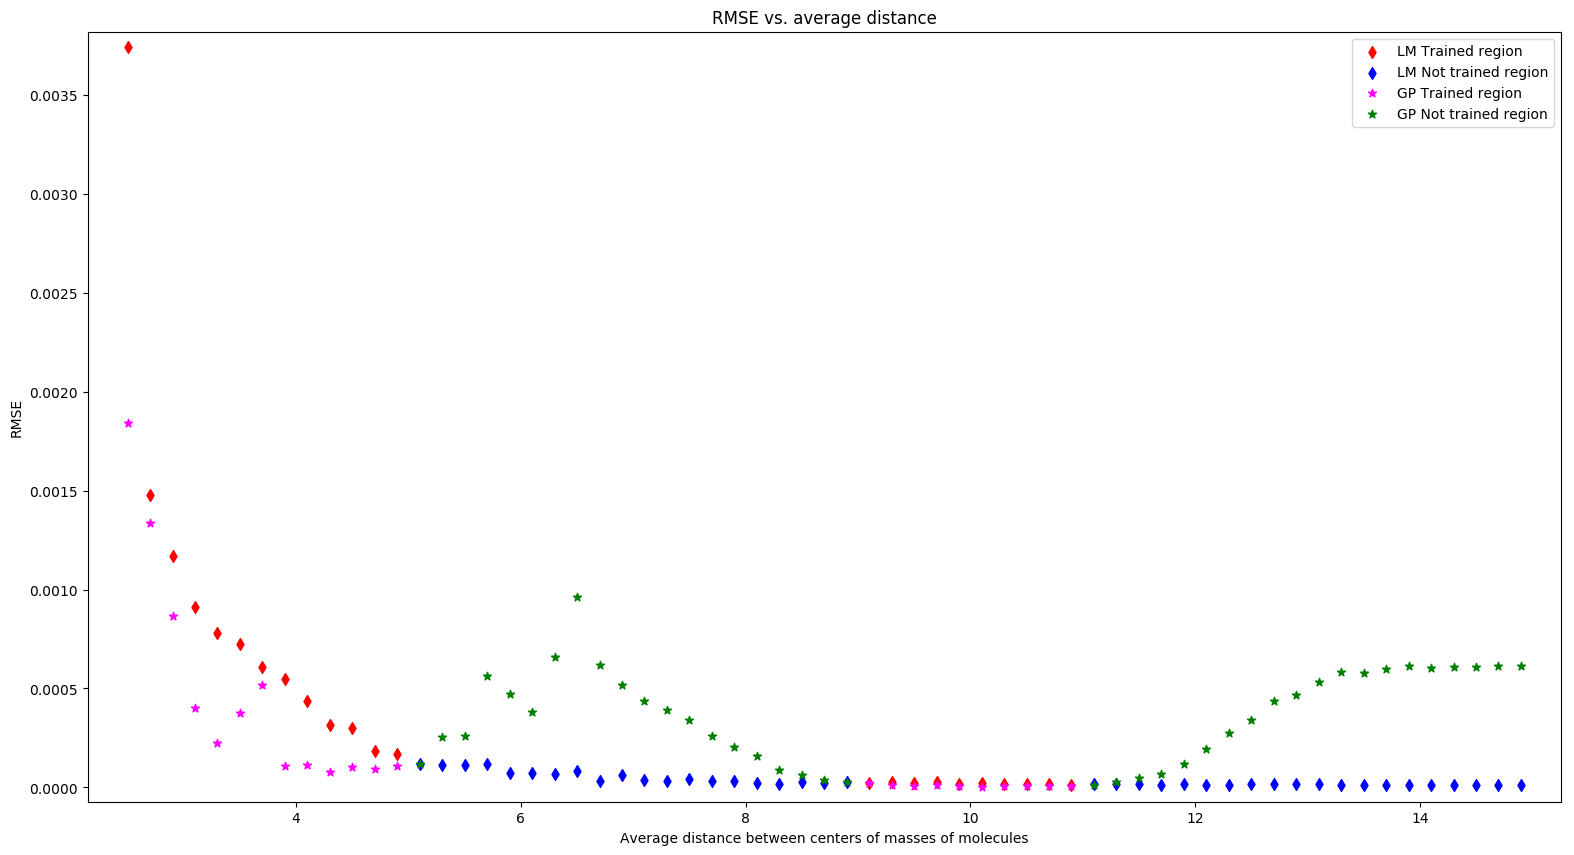 RMSE vs. average distance
LM Trained region
LM Not trained region
GP Trained region
GP Not trained region
0.0035
0.0030
0.0025
0.0020
0.0015
0.0010
0.0005
0.0000
RMSE
4
6
8
10
12
14
Average distance between centers of masses of molecules